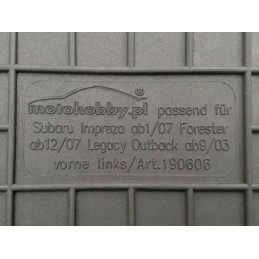 ®
motohobby.pl passend für
Subaru Impreza ab1/07 Forester
ab12/07 Legacy Outback ab9/03
vorne links/Art.190606